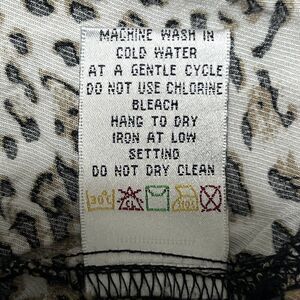 MACHINE WASH IN
COLD WATER
AT A GENTLE CYCLE
DO NOT USE CHLORINE
BLEACH
HANG TO DRY
IRON AT LOW
SETTING
DO NOT DRY CLEAN
30°C